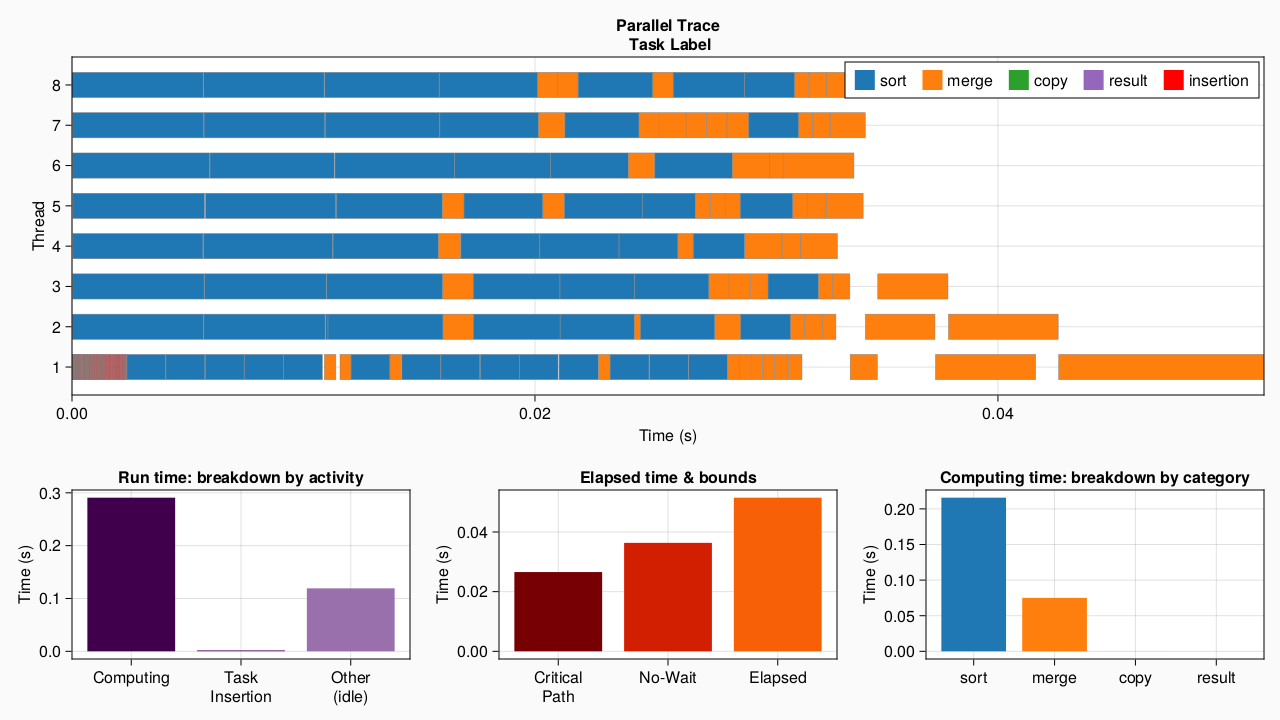 Parallel Trace
Task Label
sort merge copy result insertion
Thread
8
7
6
5
4
3
2
1
0.00 0.02 0.04
Time (s)
Run time: breakdown by activity
Time (s)
0.3
0.2
0.1
0.0
Computing Task Insertion Other (idle)
Elapsed time & bounds
Time (s)
0.04
0.02
0.00
Critical Path No-Wait Elapsed
Computing time: breakdown by category
Time (s)
0.20
0.15
0.10
0.05
0.00
sort merge copy result